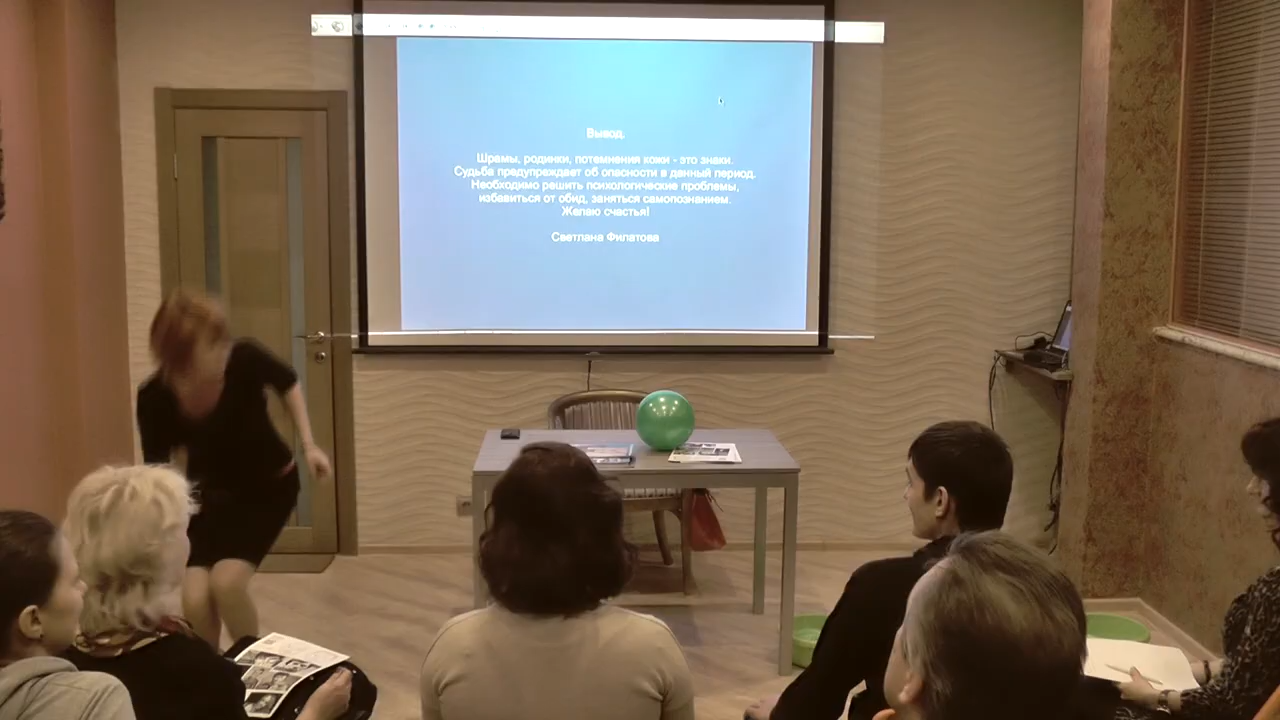 Вывод.
Шрамы, родинки, потемнения кожи - это знаки.
Судьба предупреждает об опасности в данный период.
Необходимо решить психологические проблемы,
избавиться от обид, заняться самопознанием.
Желаю счастья!
Светлана Филатова